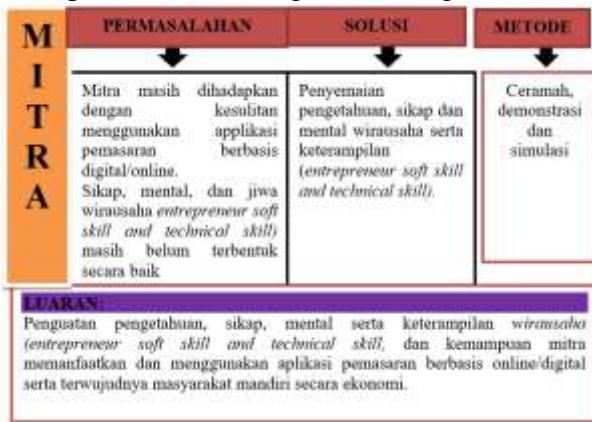 MITRA
PERMASALAHAN
SOLUSI
METODE
Mitra masih dihadapkan
dengan kesulitan
menggunakan applikasi
pemasaran berbasis
digital/online.
Sikap, mental, dan jiwa
wirausaha entrepreneur soft
skill and technical skill)
masih belum terbentuk
secara baik
Penyemaian
pengetahuan, sikap dan
mental wirausaha serta
keterampilan
(entrepreneur soft skill
and technical skill).
Ceramah,
demonstrasi
dan
simulasi
LUARAN:
Penguatan pengetahuan, sikap, mental serta keterampilan wirausaha
(entrepreneur soft skill and technical skill, dan kemampuan mitra
memanfaatkan dan menggunakan aplikasi pemasaran berbasis online/digital
serta terwujudnya masyarakat mandiri secara ekonomi.